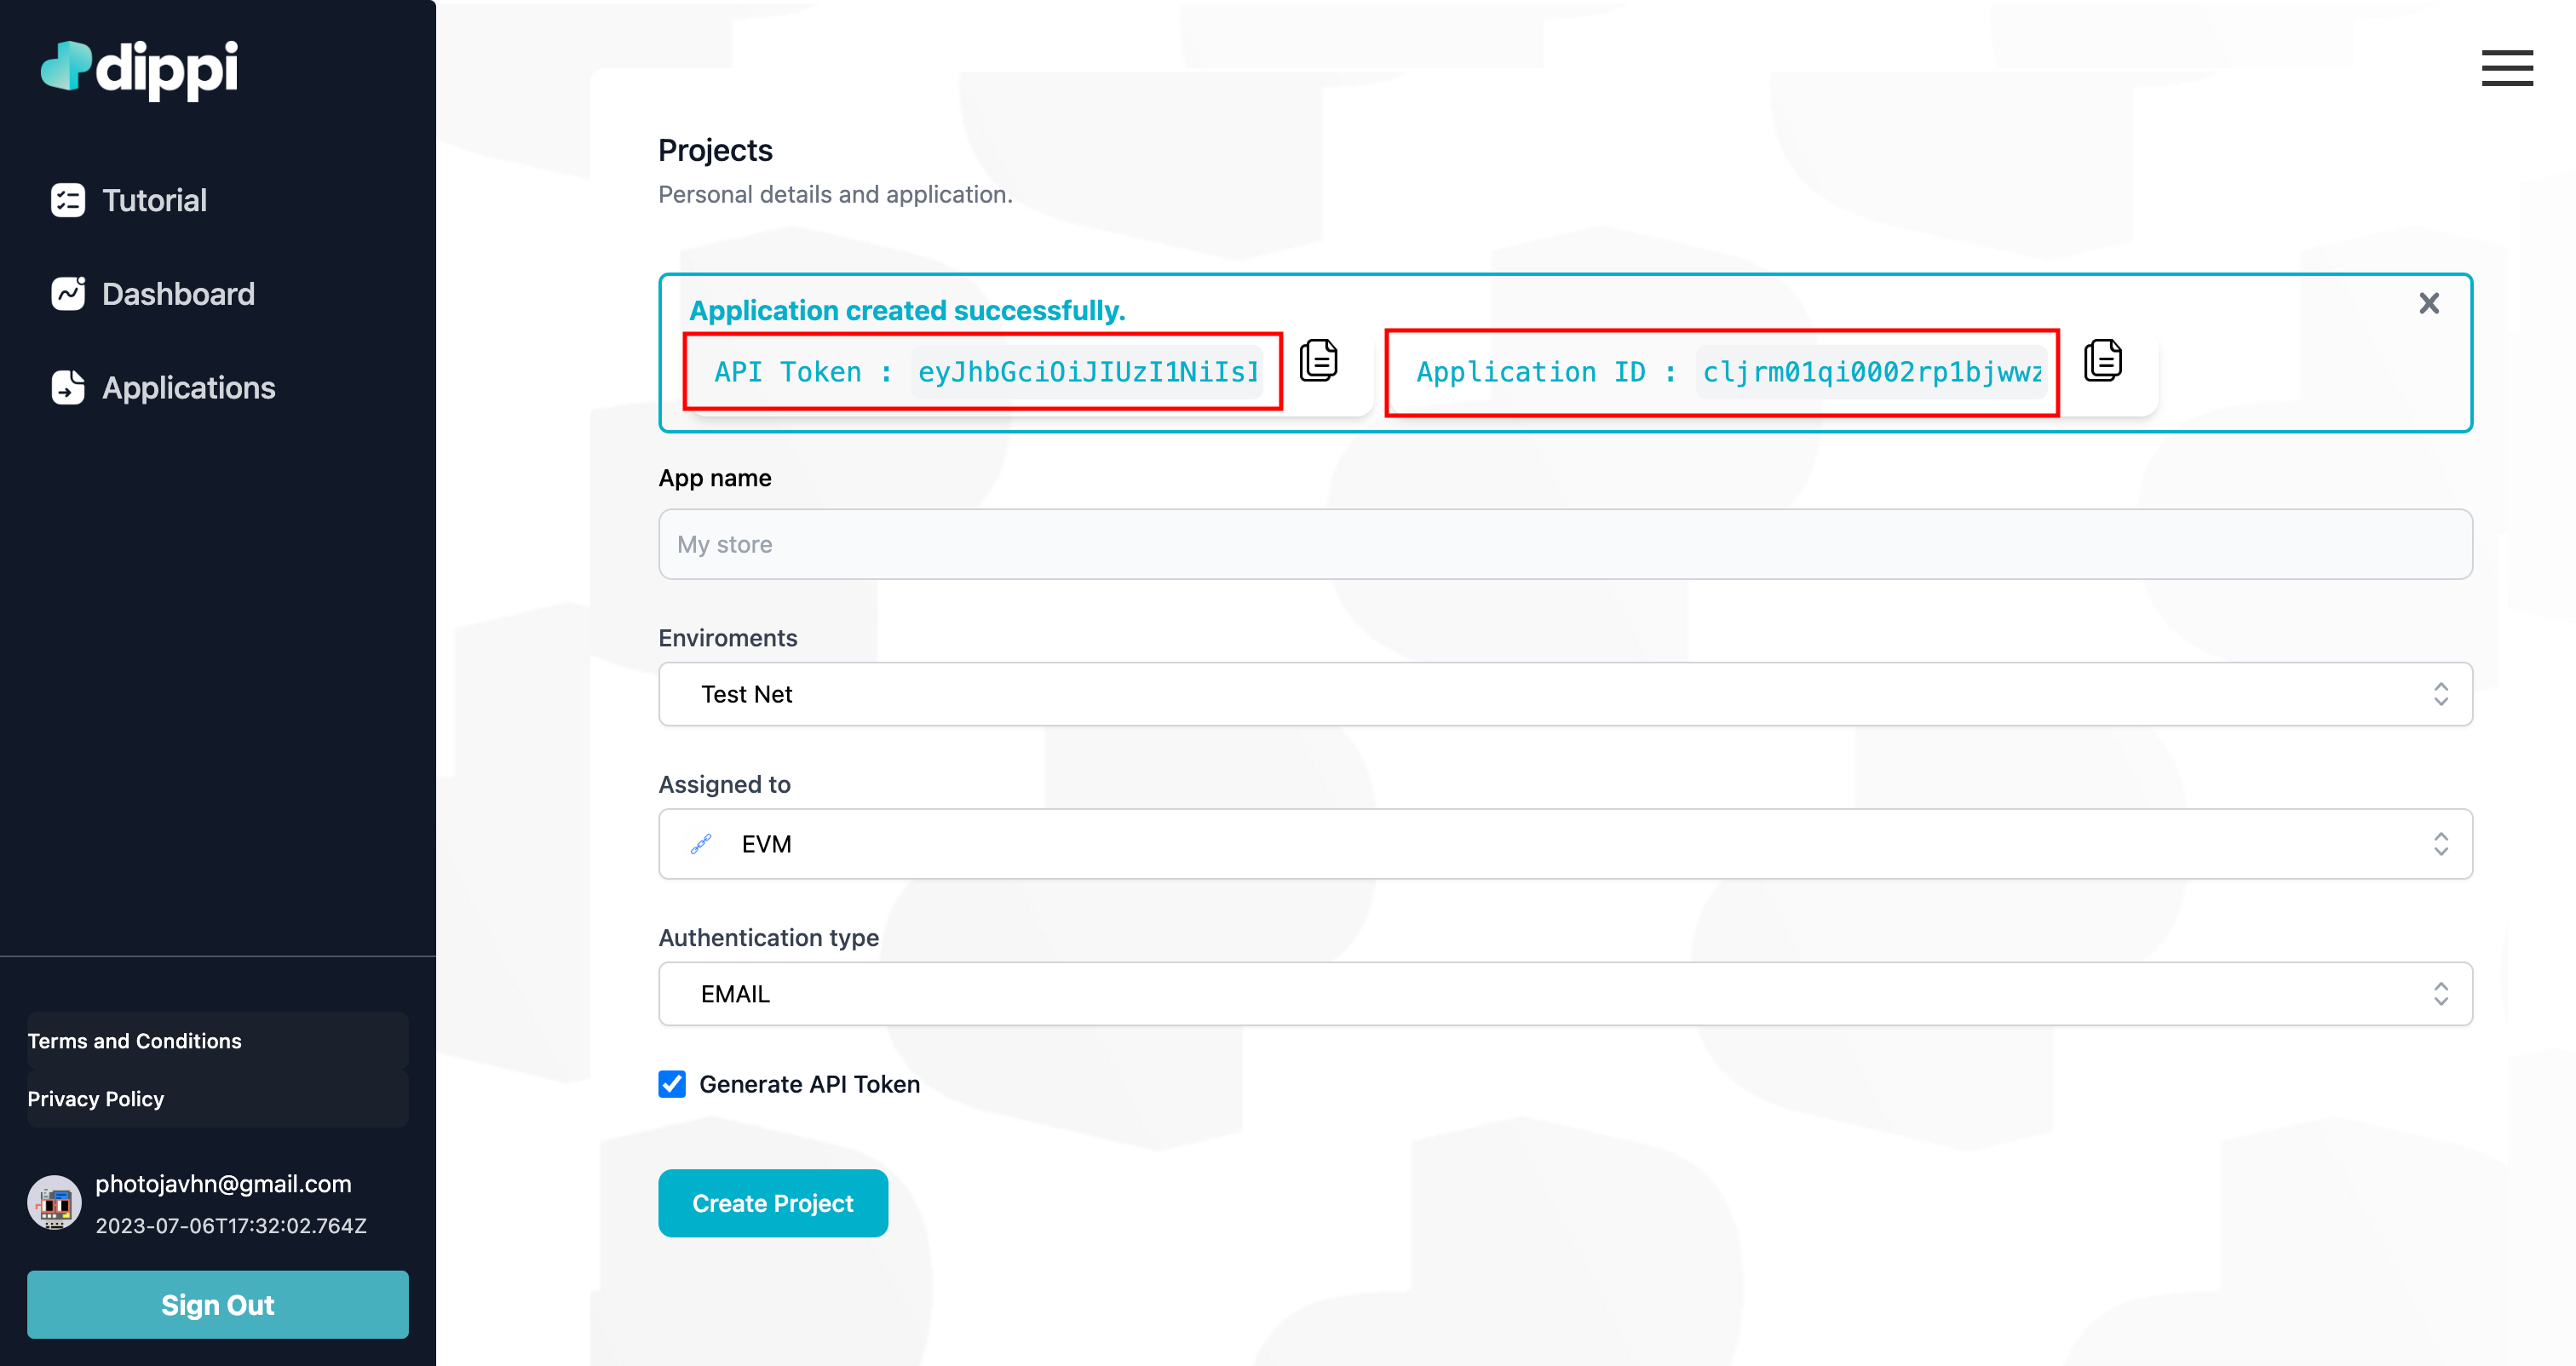 dippi
Tutorial
Dashboard
Applications
Terms and Conditions
Privacy Policy
photojavhn@gmail.com
2023-07-06T17:32:02.764Z
Sign Out
Projects
Personal details and application.
Application created successfully.
API Token : eyJhbGciOiJIUzI1NiIsI
Application ID : cljrm01qi0002rp1bjwwz
App name
My store
Enviroments
Test Net
Assigned to
EVM
Authentication type
EMAIL
Generate API Token
Create Project